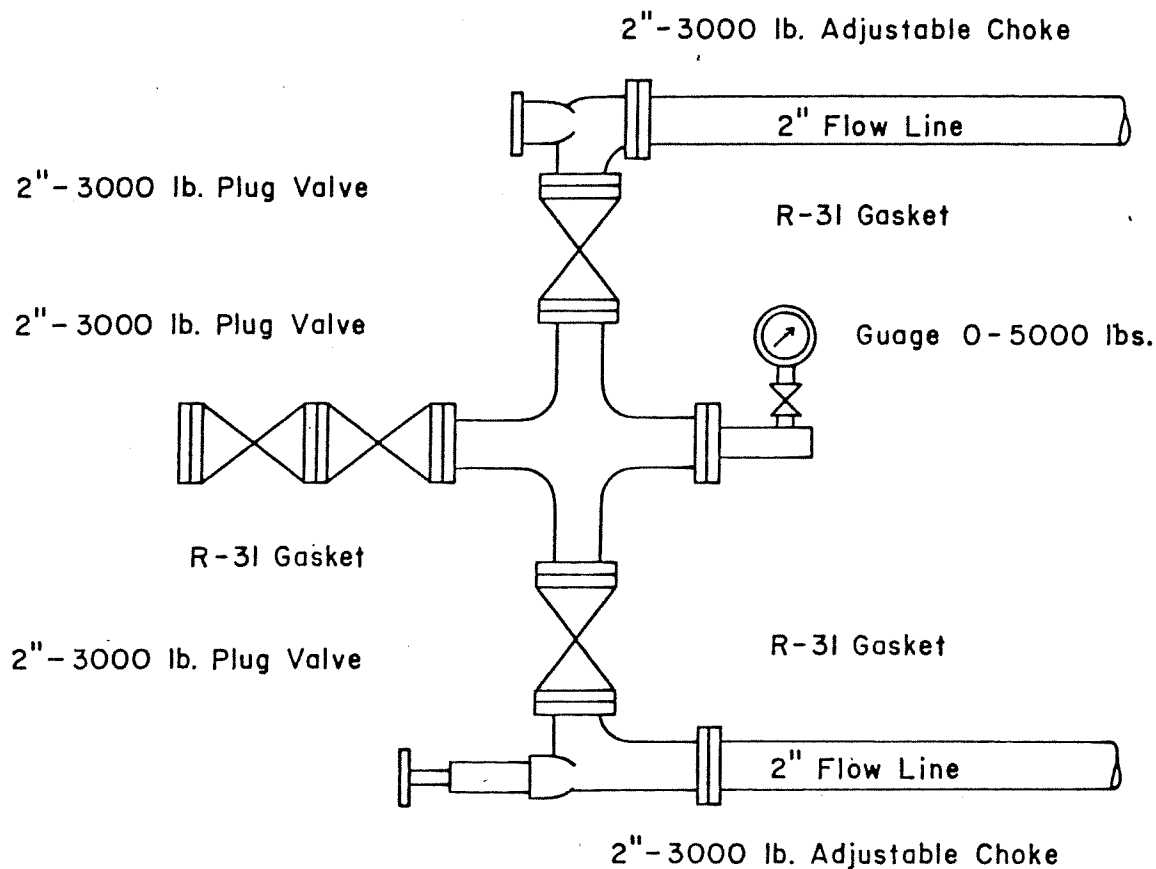 2"-3000 lb. Adjustable Choke
2" Flow Line
2"-3000 lb. Plug Valve
R-31 Gasket
2"-3000 lb. Plug Valve
Guage 0-5000 lbs.
R-31 Gasket
2"-3000 lb. Plug Valve
R-31 Gasket
2" Flow Line
2"-3000 lb. Adjustable Choke